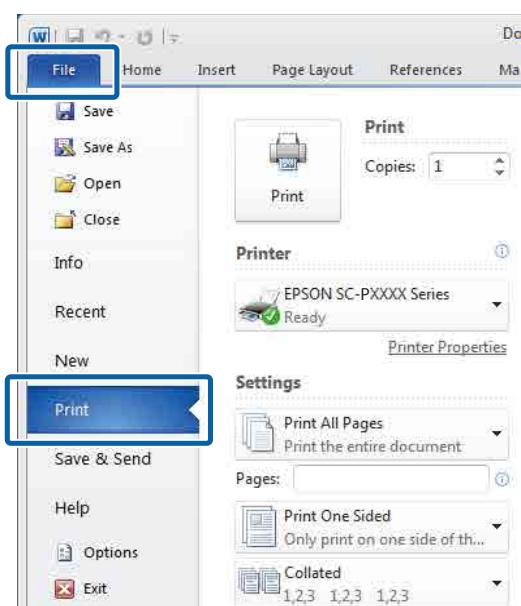 W
Do
File Home Insert Page Layout References Ma
Save
Save As
Open
Close
Info
Recent
New
Print
Save & Send
Help
Options
Exit
Print
Print
Copies: 1
Printer
EPSON SC-PXXXX Series
Ready
Printer Properties
Settings
Print All Pages
Print the entire document
Pages:
Print One Sided
Only print on one side of th...
Collated
1,2,3 1,2,3 1,2,3